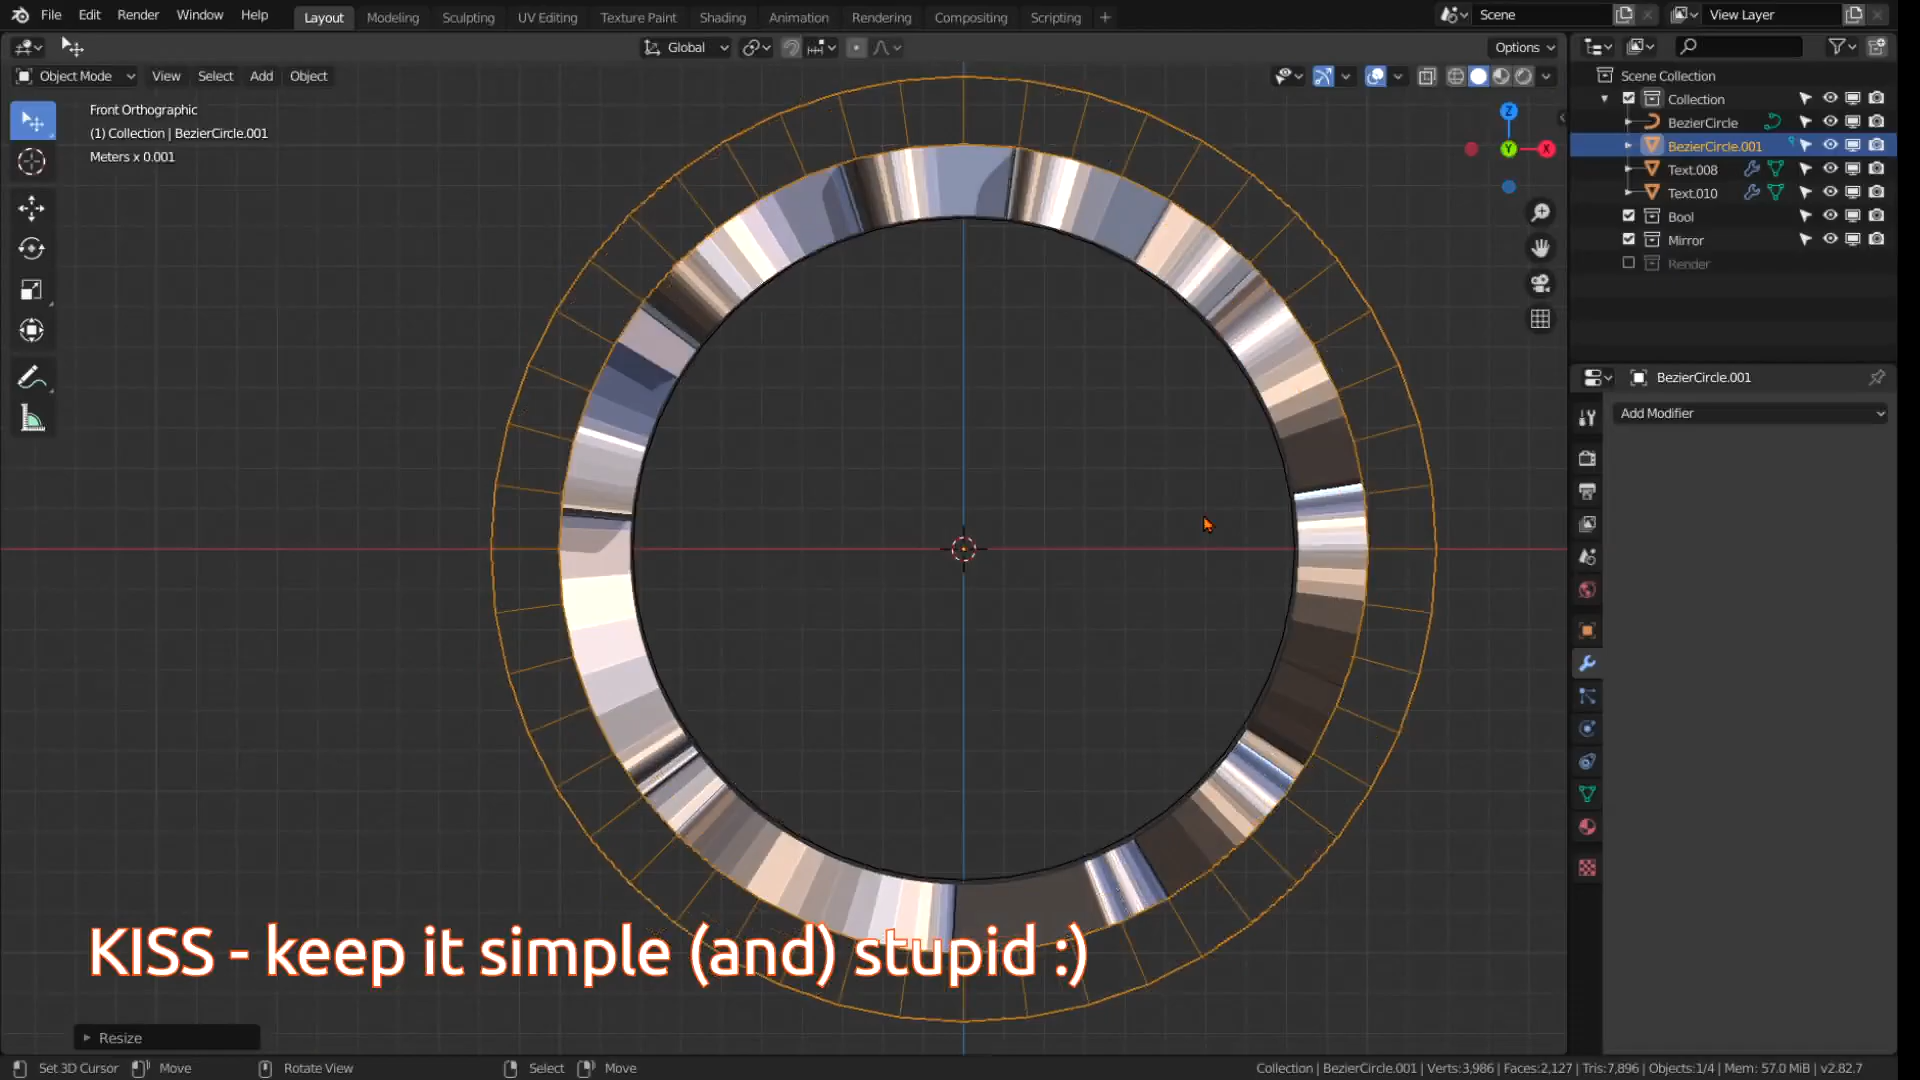 File Edit Render Window Help Layout Modeling Sculpting UV Editing Texture Paint Shading Animation Rendering Compositing Scripting + Scene View Layer
Global Options
Object Mode View Select Add Object
Front Orthographic
(1) Collection | BezierCircle.001
Meters x 0.001
Z
Y
X
Scene Collection
Collection
BezierCircle
BezierCircle.001
Text.008
Text.010
Bool
Mirror
Render
BezierCircle.001
Add Modifier
KISS - keep it simple (and) stupid :)
Resize
Set 3D Cursor Move Rotate View Select Move Collection | BezierCircle.001 | Verts:3,986 | Faces:2,127 | Tris:7,896 | Objects:1/4 | Mem: 57.0 MiB | v2.82.7